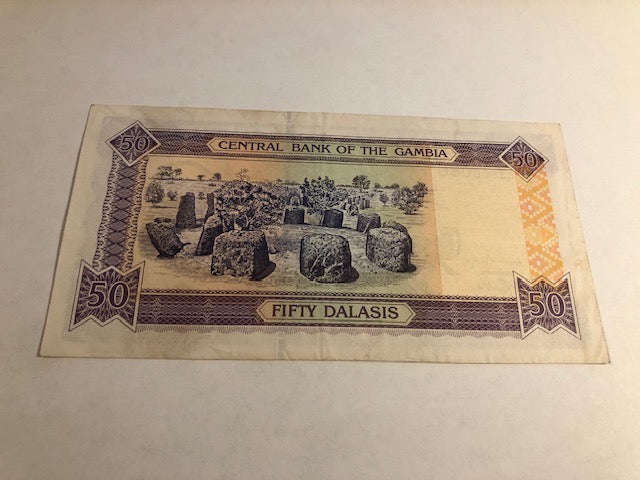 50 CENTRAL BANK OF THE GAMBIA 50
50 FIFTY DALASIS 50